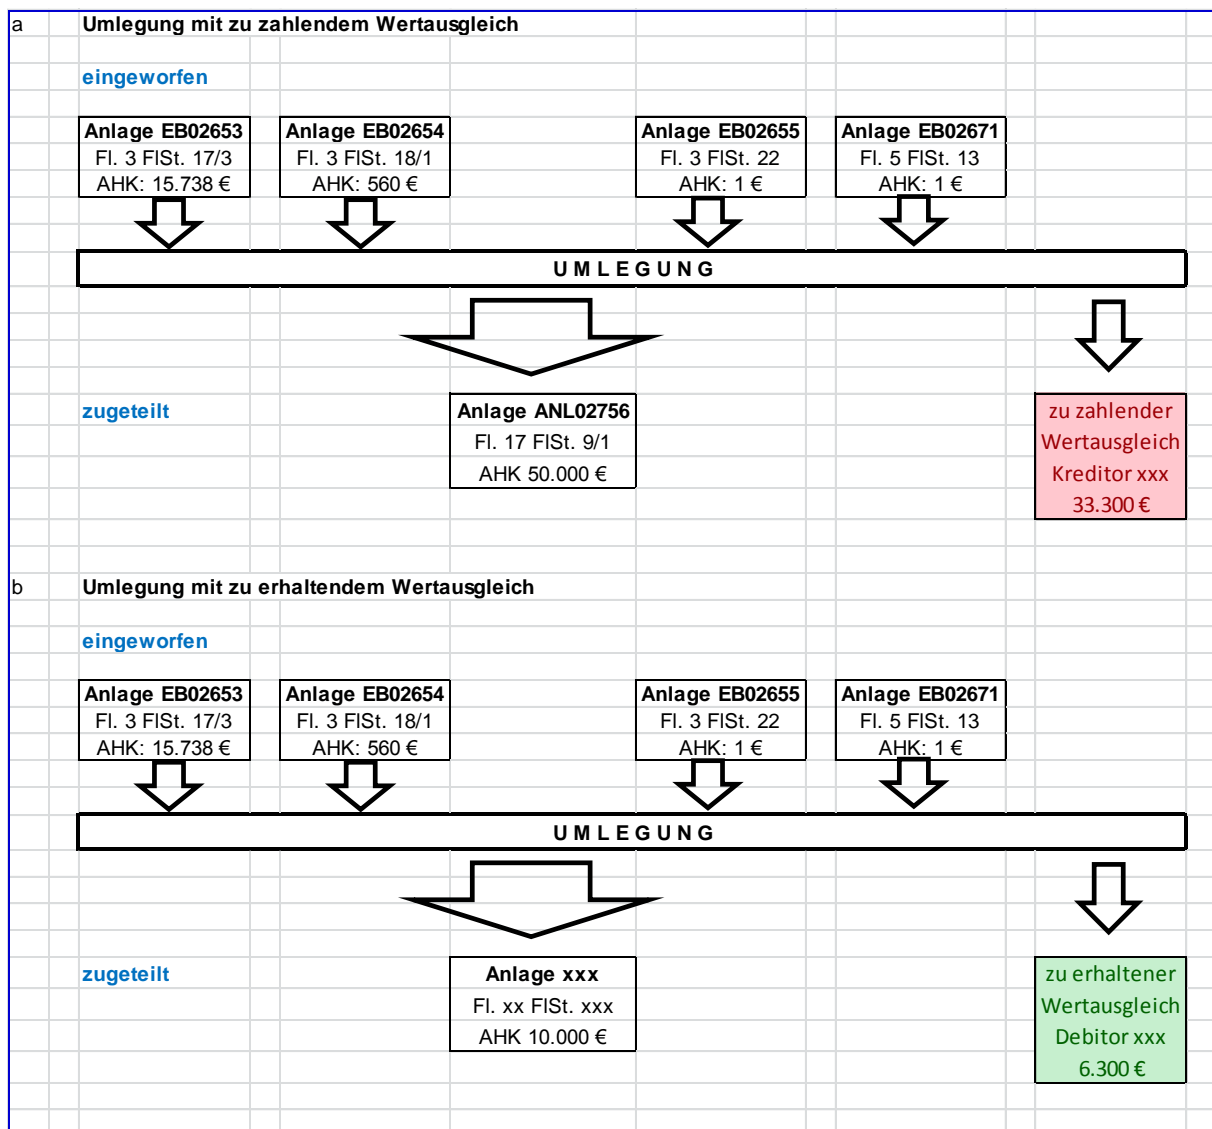 a Umlegung mit zu zahlendem Wertausgleich
eingeworfen
Anlage EB02653 Anlage EB02654 Anlage EB02655 Anlage EB02671
Fl. 3 FlSt. 17/3 Fl. 3 FlSt. 18/1 Fl. 3 FlSt. 22 Fl. 5 FlSt. 13
AHK: 15.738 € AHK: 560 € AHK: 1 € AHK: 1 €
U M L E G U N G
zugeteilt Anlage ANL02756 zu zahlender
Fl. 17 FlSt. 9/1 Wertausgleich
AHK 50.000 € Kreditor xxx
33.300 €
b Umlegung mit zu erhaltendem Wertausgleich
eingeworfen
Anlage EB02653 Anlage EB02654 Anlage EB02655 Anlage EB02671
Fl. 3 FlSt. 17/3 Fl. 3 FlSt. 18/1 Fl. 3 FlSt. 22 Fl. 5 FlSt. 13
AHK: 15.738 € AHK: 560 € AHK: 1 € AHK: 1 €
U M L E G U N G
zugeteilt Anlage xxx zu erhaltener
Fl. xx FlSt. xxx Wertausgleich
AHK 10.000 € Debitor xxx
6.300 €